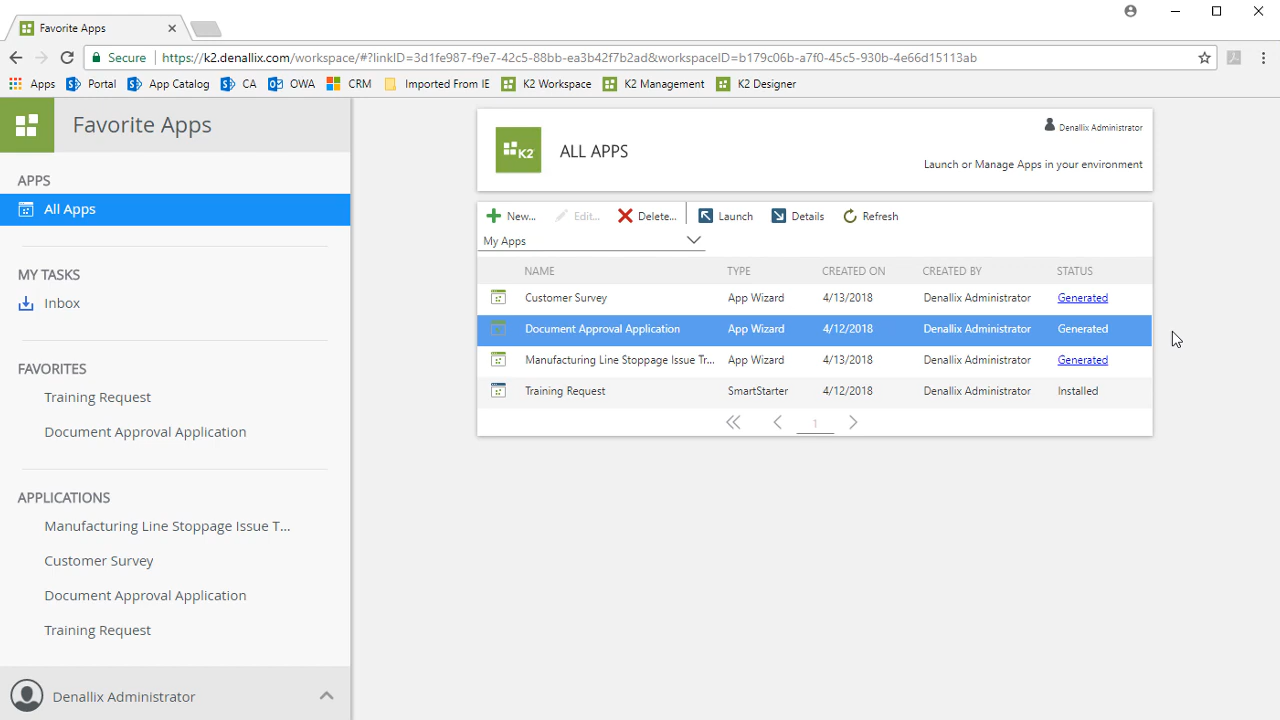 Favorite Apps
Secure https://k2.denallix.com/workspace/#?linkID=3d1fe987-f9e7-42c5-88bb-ea3b42f7b2ad&workspaceID=b179c06b-a7f0-45c5-930b-4e66d15113ab
Apps Portal App Catalog CA OWA CRM Imported From IE K2 Workspace K2 Management K2 Designer
Favorite Apps
APPS
All Apps
MY TASKS
Inbox
FAVORITES
Training Request
Document Approval Application
APPLICATIONS
Manufacturing Line Stoppage Issue T...
Customer Survey
Document Approval Application
Training Request
Denallix Administrator
K2
ALL APPS
Denallix Administrator
Launch or Manage Apps in your environment
New... Edit... Delete... Launch Details Refresh
My Apps
NAME TYPE CREATED ON CREATED BY STATUS
Customer Survey App Wizard 4/13/2018 Denallix Administrator Generated
Document Approval Application App Wizard 4/12/2018 Denallix Administrator Generated
Manufacturing Line Stoppage Issue Tr... App Wizard 4/13/2018 Denallix Administrator Generated
Training Request SmartStarter 4/12/2018 Denallix Administrator Installed
1